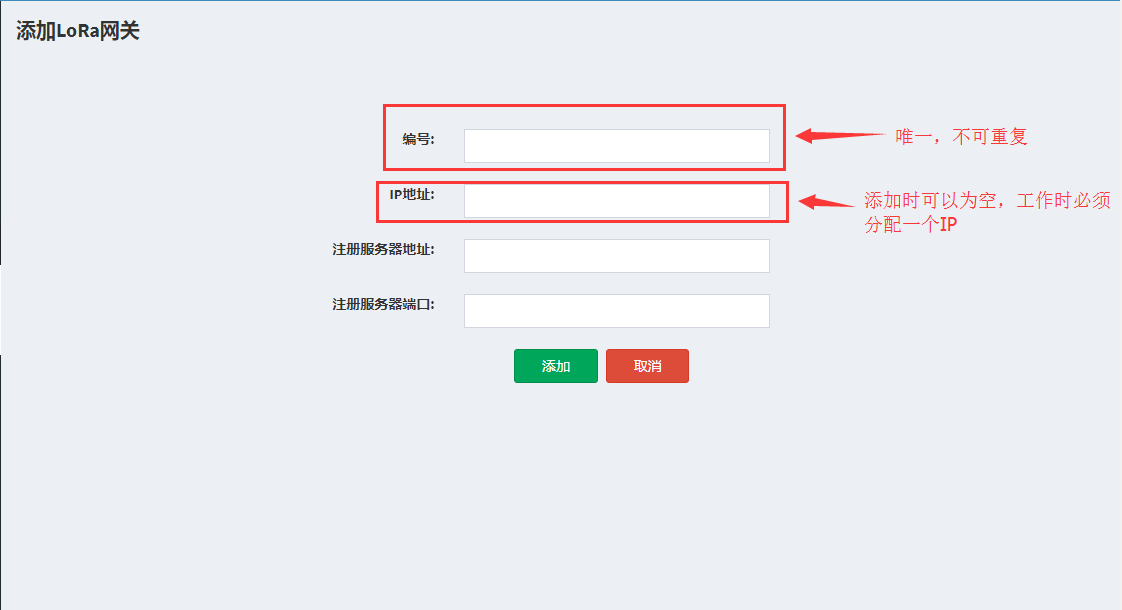 添加LoRa网关
编号:
唯一，不可重复
IP地址:
添加时可以为空，工作时必须
分配一个IP
注册服务器地址:
注册服务器端口:
添加
取消